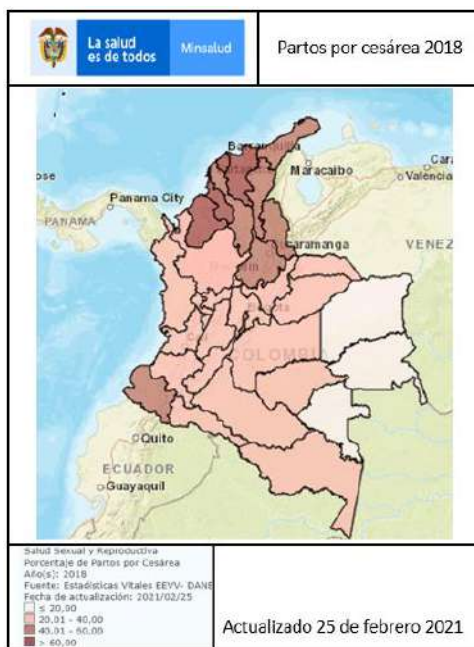 La salud
es de todos
Minsalud
Partos por cesárea 2018
Maracaibo
Valencia
Panama City
PANAMA
VENEZ
COLOMBIA
Quito
ECUADOR
Guayaquil
Salud Sexual y Reproductiva
Porcentaje de Partos por Cesárea
Año(s): 2018
Fuente: Estadísticas Vitales EEVV- DANE
Fecha de actualización: 2021/02/25
≤ 20,00
20,01 - 40,00
40,01 - 60,00
> 60,00
Actualizado 25 de febrero 2021